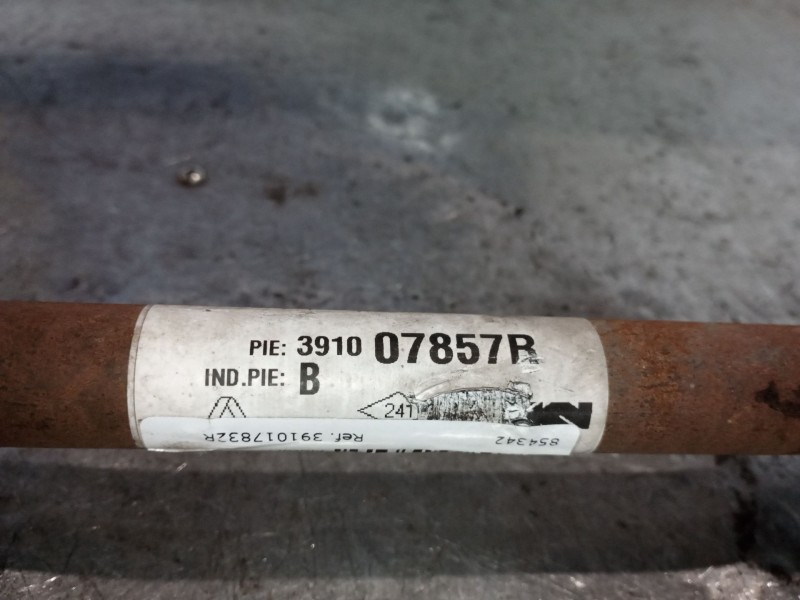 PIE: 3910 07857R
IND.PIE: B
241
Ref. 391017832R
854342